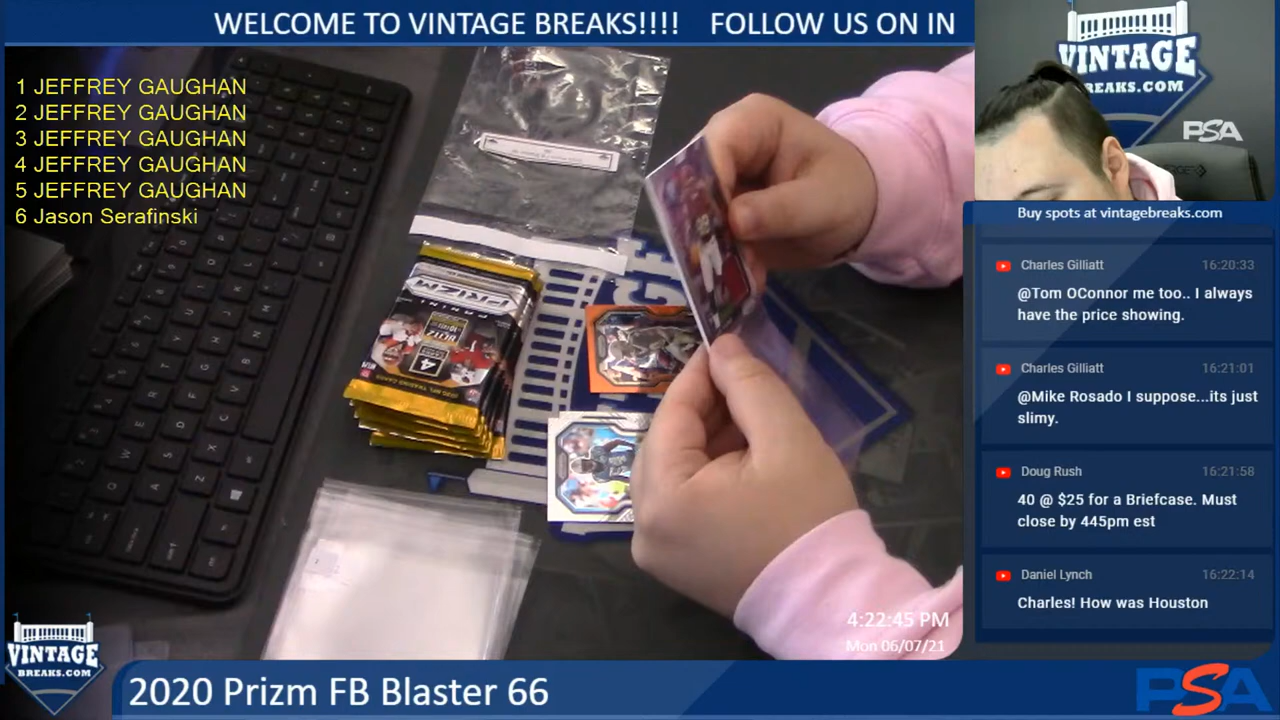 WELCOME TO VINTAGE BREAKS!!!! FOLLOW US ON IN
1 JEFFREY GAUGHAN
2 JEFFREY GAUGHAN
3 JEFFREY GAUGHAN
4 JEFFREY GAUGHAN
5 JEFFREY GAUGHAN
6 Jason Serafinski
VINTAGE
BREAKS.COM
PSA
Buy spots at vintagebreaks.com
Charles Gilliatt 16:20:33
@Tom OConnor me too.. I always
have the price showing.
Charles Gilliatt 16:21:01
@Mike Rosado I suppose...its just
slimy.
Doug Rush 16:21:58
40 @ $25 for a Briefcase. Must
close by 445pm est
Daniel Lynch 16:22:14
Charles! How was Houston
PANINI
PRIZM
4
4:22:45 PM
Mon 06/07/21
VINTAGE
BREAKS.COM
2020 Prizm FB Blaster 66
PSA